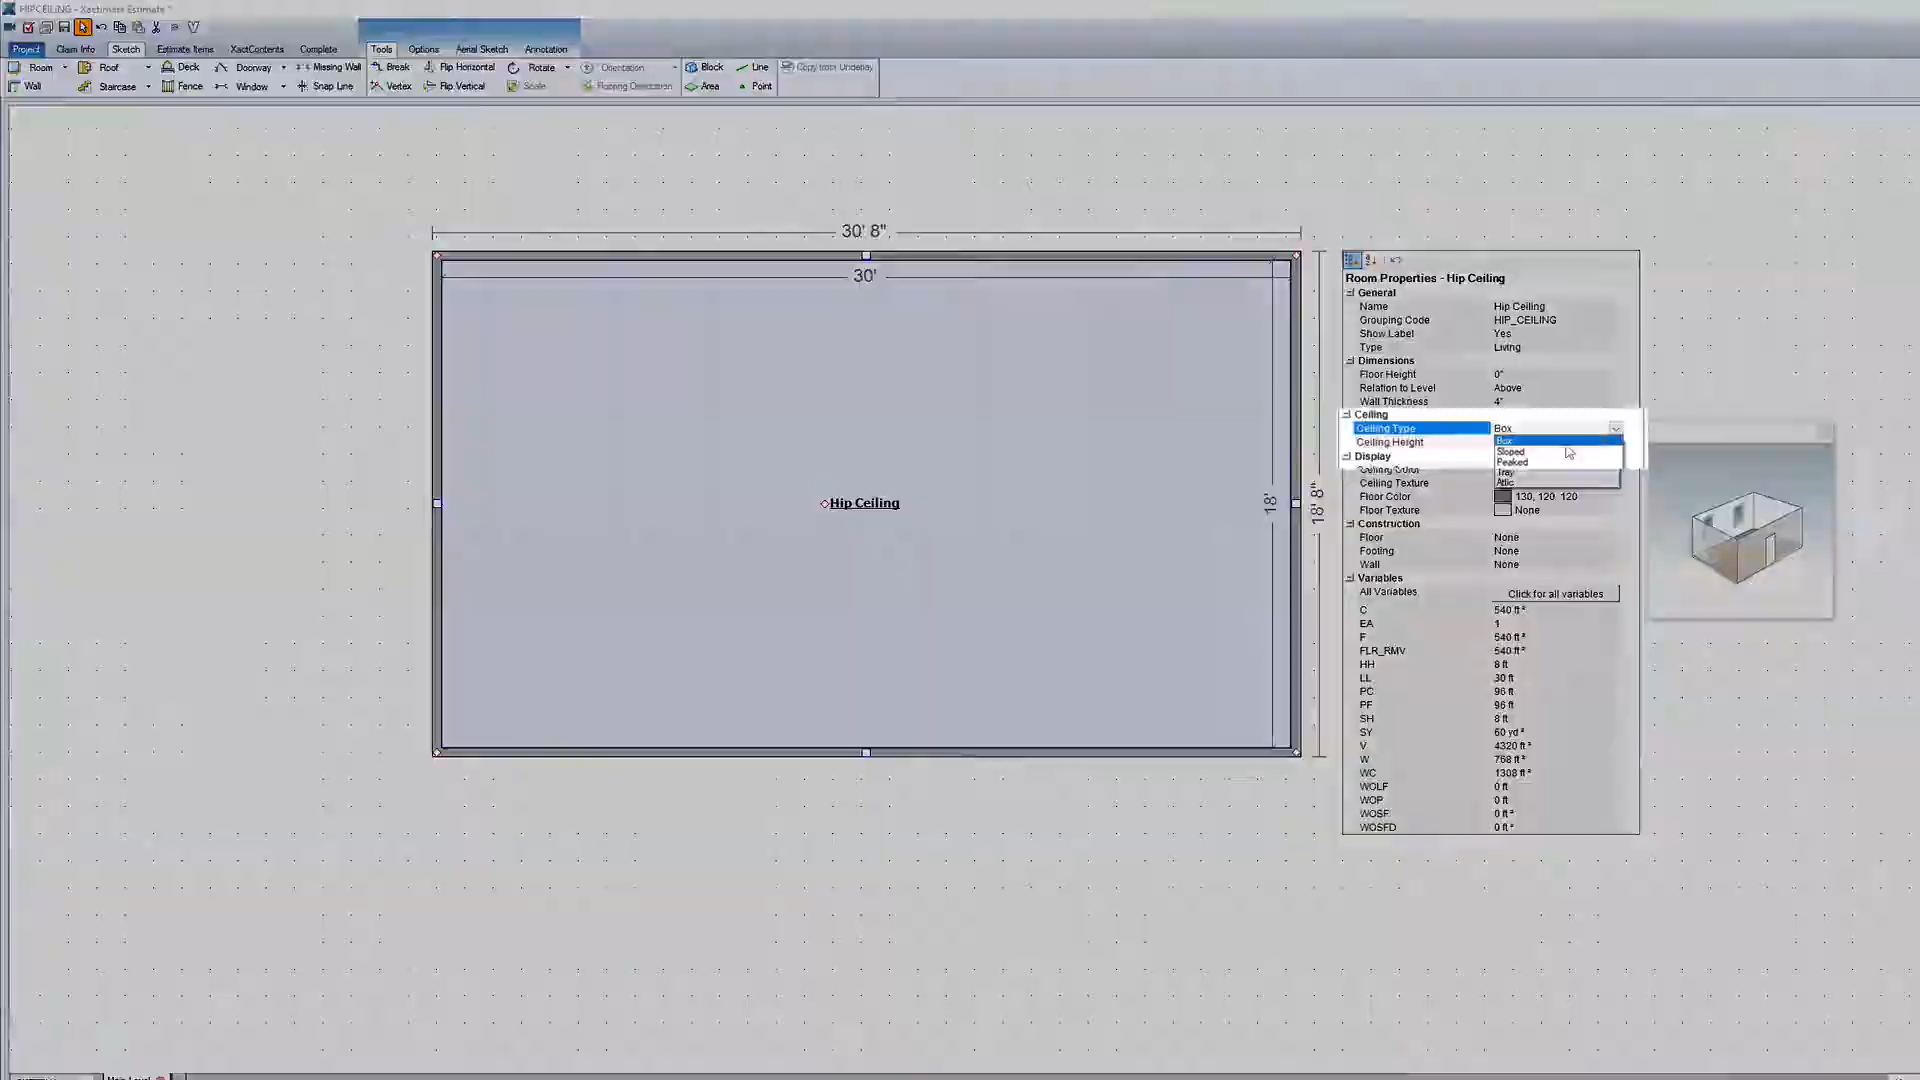 HIPCEILING - Xactimate Estimate *
Project Claim Info Sketch Estimate Items XactContents Complete Tools Options Aerial Sketch Annotation
Room Roof Deck Doorway Missing Wall Break Flip Horizontal Rotate Orientation Block Line Copy from Underlay
Wall Staircase Fence Window Snap Line Vertex Flip Vertical Scale Flooring Orientation Area Point
30' 8"
30'
18'
18' 8"
Hip Ceiling
Room Properties - Hip Ceiling
General
Name Hip Ceiling
Grouping Code HIP_CEILING
Show Label Yes
Type Living
Dimensions
Floor Height 0"
Relation to Level Above
Wall Thickness 4"
Ceiling
Ceiling Type Box
Box
Ceiling Height
Sloped
Display
Peaked
Ceiling Color
Tray
Ceiling Texture
Attic
Floor Color 130, 120, 120
Floor Texture None
Construction
Floor None
Footing None
Wall None
Variables
All Variables Click for all variables
C 540 ft²
EA 1
F 540 ft²
FLR_RMV 540 ft²
HH 8 ft
LL 30 ft
PC 96 ft
PF 96 ft
SH 8 ft
SY 60 yd²
V 4320 ft³
W 768 ft²
WC 1308 ft²
WOLF 0 ft
WOP 0 ft
WOSF 0 ft²
WOSFD 0 ft²
Main Level